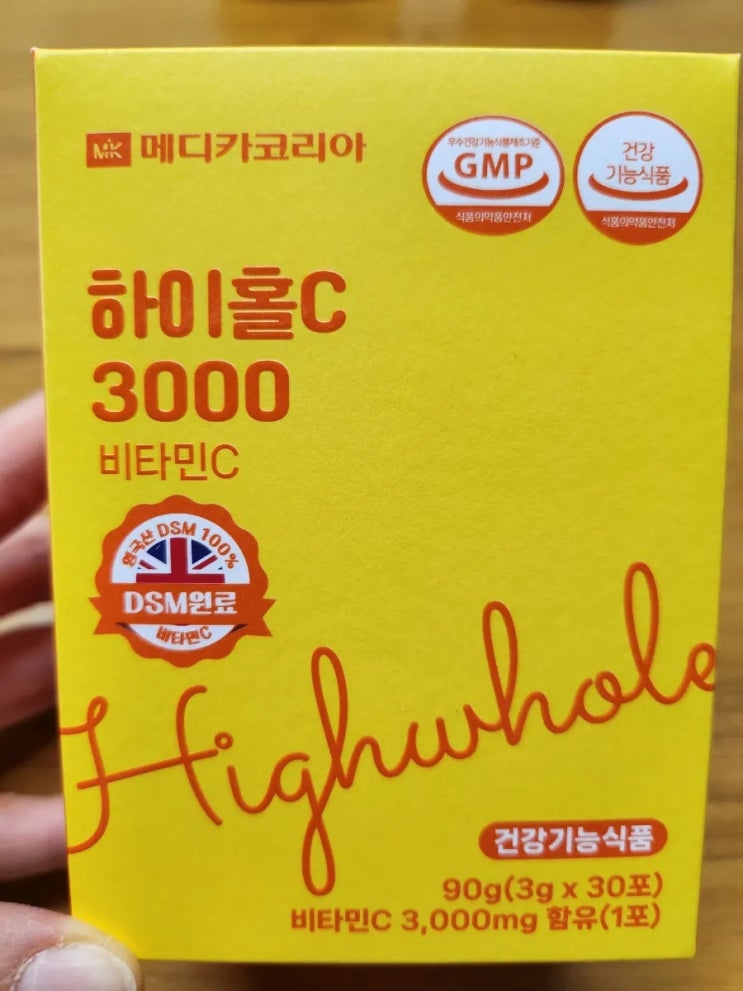 MK 메디카코리아
우수건강기능식품제조기준
GMP
식품의약품안전처
건강
기능식품
식품의약품안전처
하이홀C
3000
비타민C
영국산 DSM 100%
DSM원료
비타민C
Highwhole
건강기능식품
90g(3g x 30포)
비타민C 3,000mg 함유(1포)